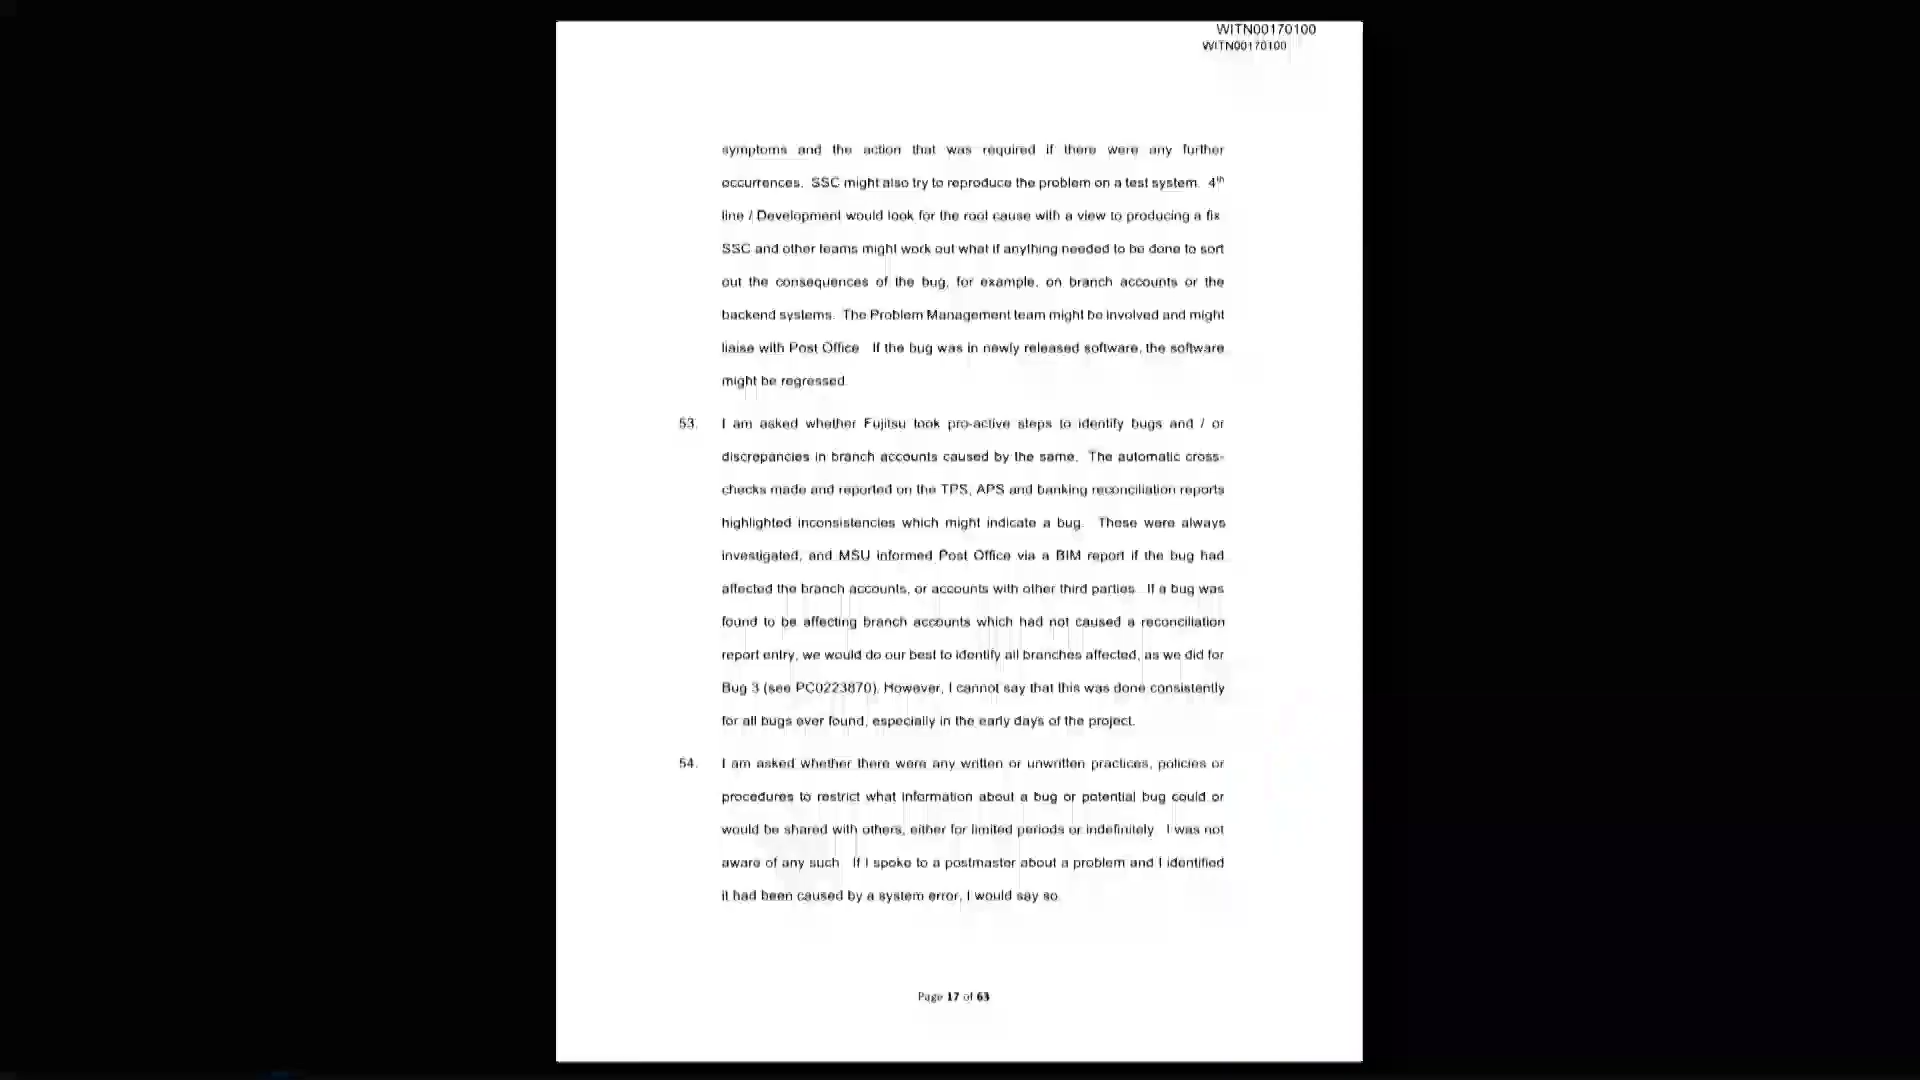 WITN00170100
WITN00170100
symptoms and the action that was required if there were any further
occurrences. SSC might also try to reproduce the problem on a test system. 4th
line / Development would look for the root cause with a view to producing a fix
SSC and other teams might work out what if anything needed to be done to sort
out the consequences of the bug, for example, on branch accounts or the
backend systems. The Problem Management team might be involved and might
liaise with Post Office If the bug was in newly released software, the software
might be regressed
53. I am asked whether Fujitsu took pro-active steps to identify bugs and / or
discrepancies in branch accounts caused by the same. The automatic cross-
checks made and reported on the TPS, APS and banking reconciliation reports
highlighted inconsistencies which might indicate a bug. These were always
investigated, and MSU informed Post Office via a BIM report if the bug had
affected the branch accounts, or accounts with other third parties. If a bug was
found to be affecting branch accounts which had not caused a reconciliation
report entry, we would do our best to identify all branches affected, as we did for
Bug 3 (see PC0223870). However, I cannot say that this was done consistently
for all bugs ever found, especially in the early days of the project.
54. I am asked whether there were any written or unwritten practices, policies or
procedures to restrict what information about a bug or potential bug could or
would be shared with others, either for limited periods or indefinitely I was not
aware of any such If I spoke to a postmaster about a problem and I identified
it had been caused by a system error, I would say so
Page 17 of 63